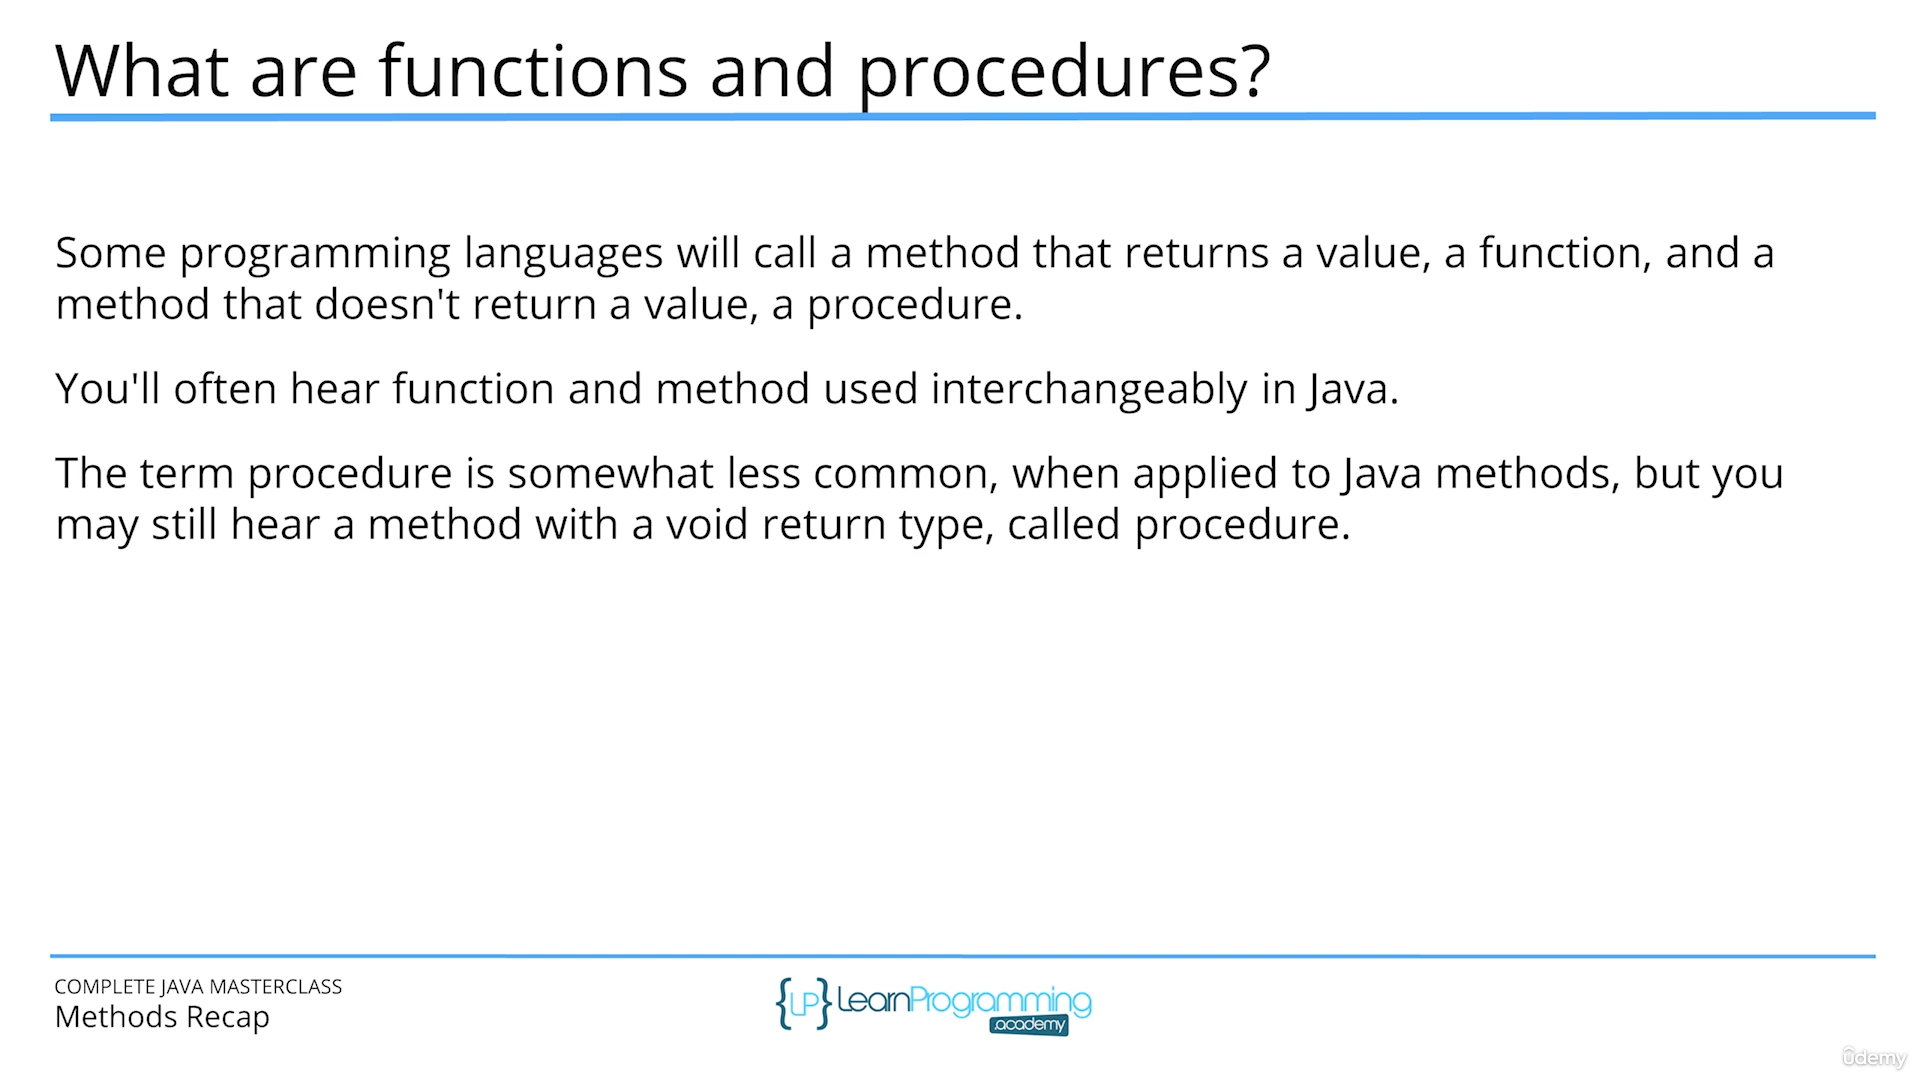 What are functions and procedures?
Some programming languages will call a method that returns a value, a function, and a
method that doesn't return a value, a procedure.
You'll often hear function and method used interchangeably in Java.
The term procedure is somewhat less common, when applied to Java methods, but you
may still hear a method with a void return type, called procedure.
COMPLETE JAVA MASTERCLASS
Methods Recap
{LP} LearnProgramming
.academy
ûdemy